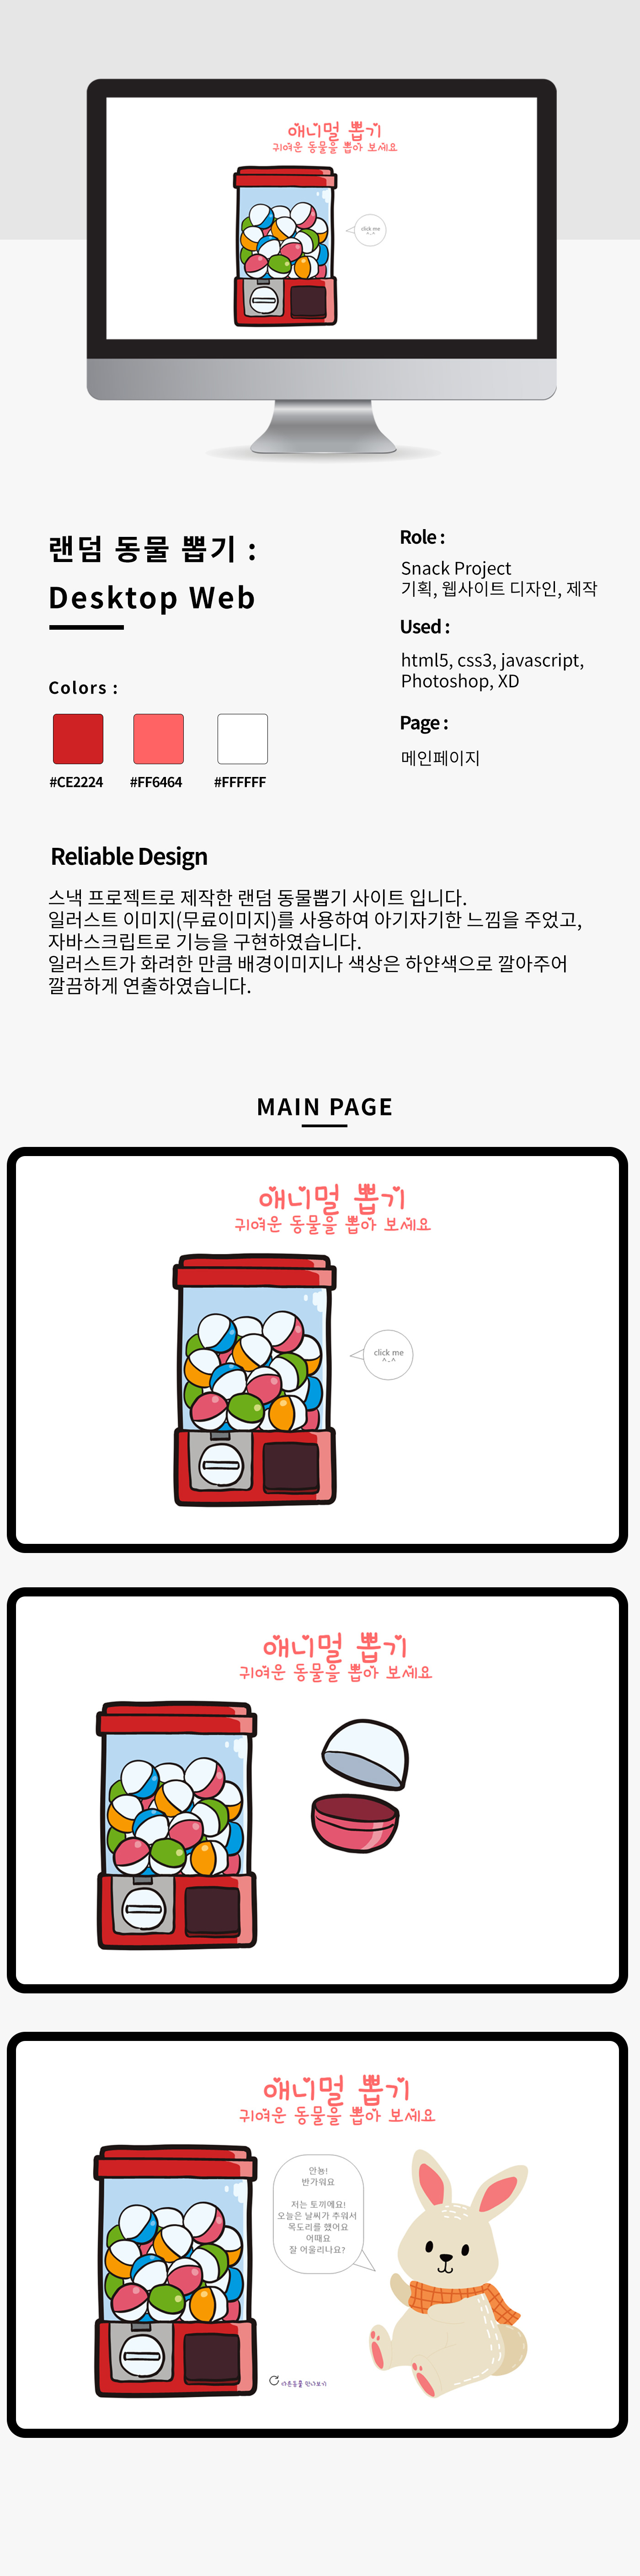 애니멀 뽑기
귀여운 동물을 뽑아 보세요
click me
^_^
랜덤 동물 뽑기 :
Desktop Web
Colors :
#CE2224
#FF6464
#FFFFFF
Role :
Snack Project
기획, 웹사이트 디자인, 제작
Used :
html5, css3, javascript,
Photoshop, XD
Page :
메인페이지
Reliable Design
스낵 프로젝트로 제작한 랜덤 동물뽑기 사이트 입니다.
일러스트 이미지(무료이미지)를 사용하여 아기자기한 느낌을 주었고,
자바스크립트로 기능을 구현하였습니다.
일러스트가 화려한 만큼 배경이미지나 색상은 하얀색으로 깔아주어
깔끔하게 연출하였습니다.
MAIN PAGE
애니멀 뽑기
귀여운 동물을 뽑아 보세요
click me
^_^
애니멀 뽑기
귀여운 동물을 뽑아 보세요
애니멀 뽑기
귀여운 동물을 뽑아 보세요
안뇽!
반가워요
저는 토끼에요!
오늘은 날씨가 추워서
목도리를 했어요
어때요
잘 어울리나요?
다른동물 만나보기